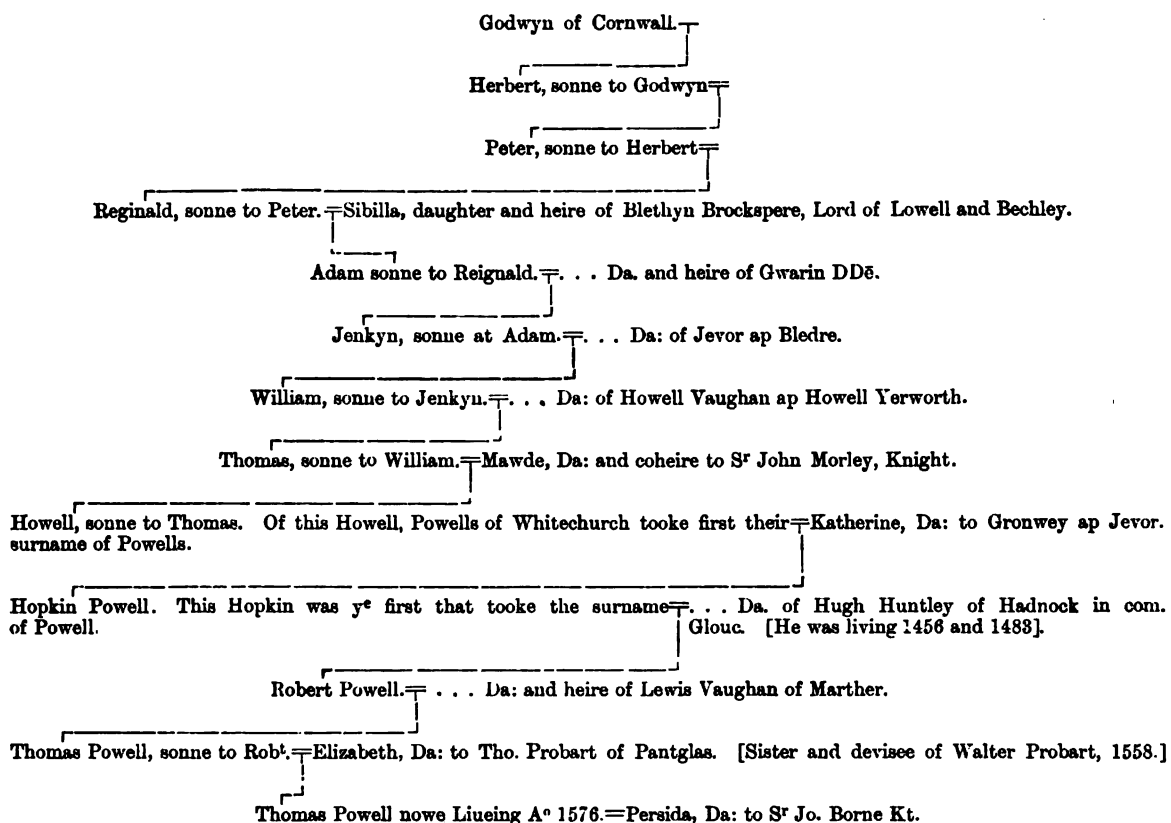 Godwyn of Cornwall.
Herbert, sonne to Godwyn
Peter, sonne to Herbert
Reginald, sonne to Peter.=Sibilla, daughter and heire of Blethyn Brockspere, Lord of Lowell and Bechley.
Adam sonne to Reignald.=. . . Da. and heire of Gwarin DDē.
Jenkyn, sonne at Adam.=. . . Da: of Jevor ap Bledre.
William, sonne to Jenkyn.=. . . Da: of Howell Vaughan ap Howell Yerworth.
Thomas, sonne to William.=Mawde, Da: and coheire to Sʳ John Morley, Knight.
Howell, sonne to Thomas. Of this Howell, Powells of Whitechurch tooke first their=Katherine, Da: to Gronwey ap Jevor.
surname of Powells.
Hopkin Powell. This Hopkin was yᵉ first that tooke the surname=. . . Da. of Hugh Huntley of Hadnock in com.
of Powell. Glouc. [He was living 1456 and 1483].
Robert Powell.= . . . Da: and heire of Lewis Vaughan of Marther.
Thomas Powell, sonne to Robᵗ.=Elizabeth, Da: to Tho. Probart of Pantglas. [Sister and devisee of Walter Probart, 1558.]
Thomas Powell nowe Liueing Aº 1576.=Persida, Da: to Sʳ Jo. Borne Kt.